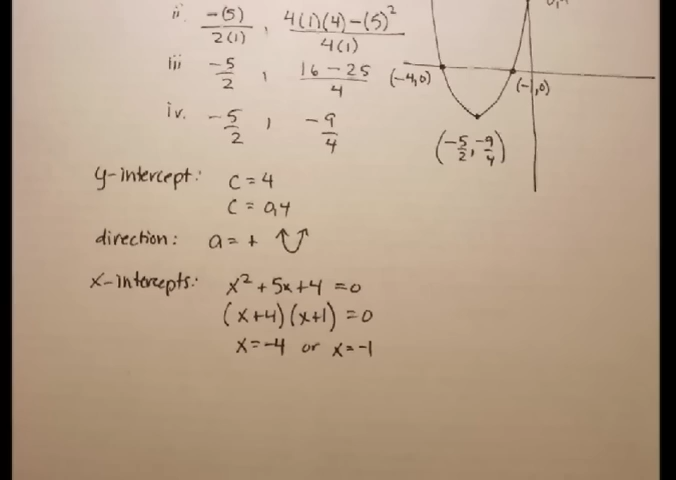 ii. -(5)/2(1) , 4(1)(4)-(5)²/4(1)
iii -5/2 , 16-25/4
iv. -5/2 , -9/4
(-4,0)
(-1,0)
(-5/2, -9/4)
y-intercept: c = 4
c = 0,4
direction: a = +
x-intercepts: x² + 5x + 4 = 0
(x+4)(x+1) = 0
x = -4 or x = -1